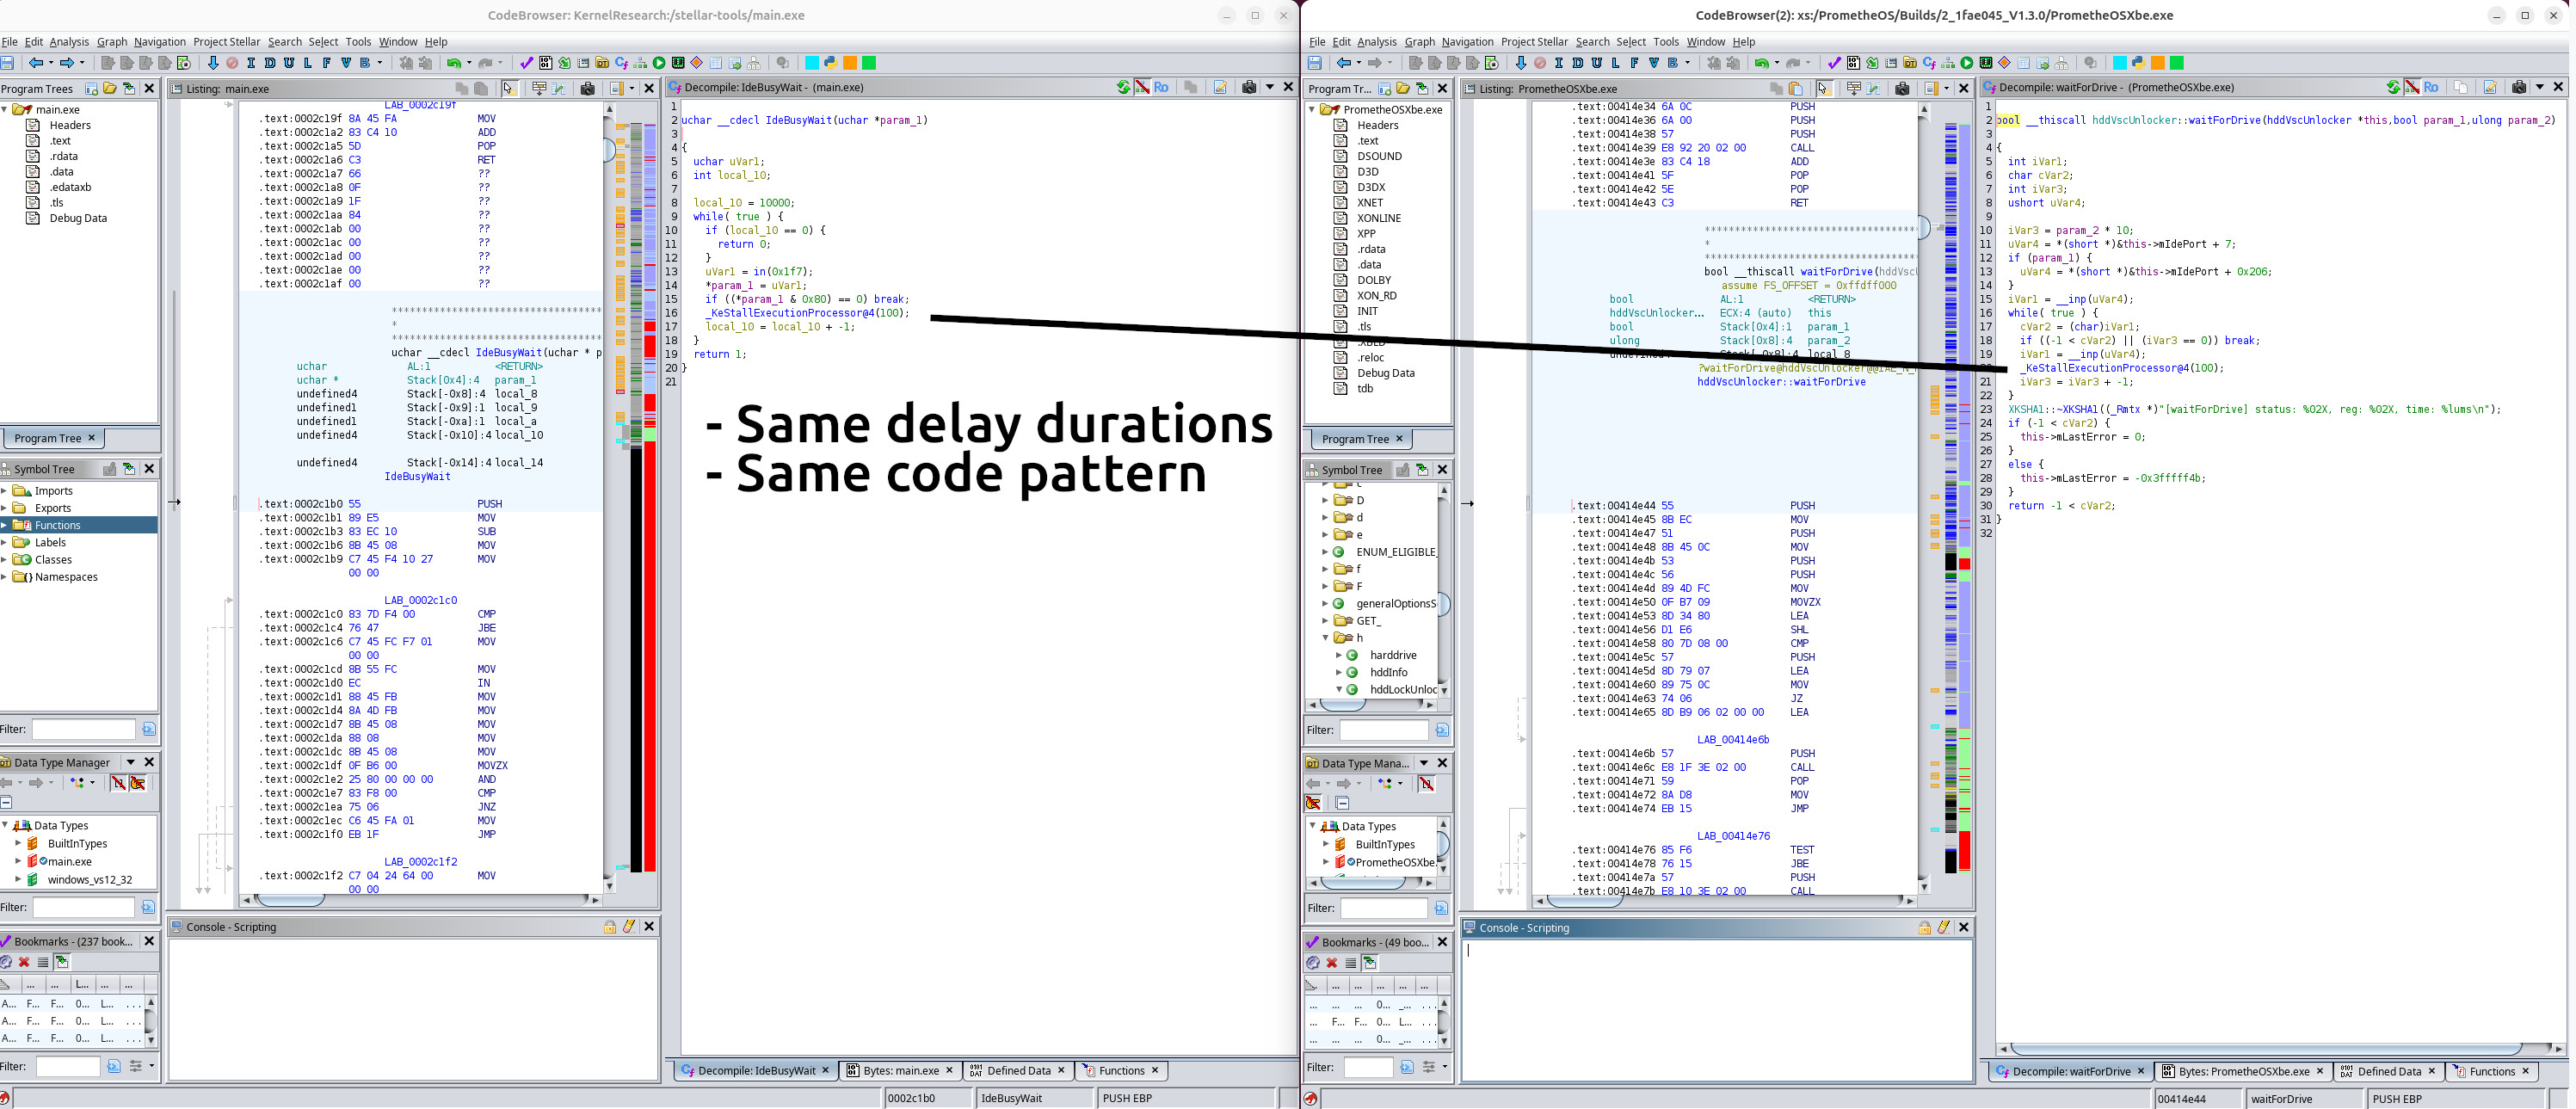 CodeBrowser: KernelResearch:/stellar-tools/main.exe
File Edit Analysis Graph Navigation Project Stellar Search Select Tools Window Help
Program Trees
main.exe
Headers
.text
.rdata
.data
.edataxb
.tls
Debug Data
Program Tree
Symbol Tree
Imports
Exports
Functions
Labels
Classes
Namespaces
Filter:
Data Type Manager
Data Types
BuiltInTypes
main.exe
windows_vs12_32
Filter:
Bookmarks - (237 book...
Filter:
Listing: main.exe
LAB_0002c19f
.text:0002c19f 8A 45 FA MOV
.text:0002c1a2 83 C4 10 ADD
.text:0002c1a5 5D POP
.text:0002c1a6 C3 RET
.text:0002c1a7 66 ??
.text:0002c1a8 0F ??
.text:0002c1a9 1F ??
.text:0002c1aa 84 ??
.text:0002c1ab 00 ??
.text:0002c1ac 00 ??
.text:0002c1ad 00 ??
.text:0002c1ae 00 ??
.text:0002c1af 00 ??
uchar __cdecl IdeBusyWait(uchar * p
uchar AL:1 <RETURN>
uchar * Stack[0x4]:4 param_1
undefined4 Stack[-0x8]:4 local_8
undefined1 Stack[-0x9]:1 local_9
undefined1 Stack[-0xa]:1 local_a
undefined4 Stack[-0x10]:4 local_10
undefined4 Stack[-0x14]:4 local_14
IdeBusyWait
.text:0002c1b0 55 PUSH
.text:0002c1b1 89 E5 MOV
.text:0002c1b3 83 EC 10 SUB
.text:0002c1b6 8B 45 08 MOV
.text:0002c1b9 C7 45 F4 10 27 MOV
00 00
LAB_0002c1c0
.text:0002c1c0 83 7D F4 00 CMP
.text:0002c1c4 76 47 JBE
.text:0002c1c6 C7 45 FC F7 01 MOV
00 00
.text:0002c1cd 8B 55 FC MOV
.text:0002c1d0 EC IN
.text:0002c1d1 88 45 FB MOV
.text:0002c1d4 8A 4D FB MOV
.text:0002c1d7 8B 45 08 MOV
.text:0002c1da 88 08 MOV
.text:0002c1dc 8B 45 08 MOV
.text:0002c1df 0F B6 00 MOVZX
.text:0002c1e2 25 80 00 00 00 AND
.text:0002c1e7 83 F8 00 CMP
.text:0002c1ea 75 06 JNZ
.text:0002c1ec C6 45 FA 01 MOV
.text:0002c1f0 EB 1F JMP
LAB_0002c1f2
.text:0002c1f2 C7 04 24 64 00 MOV
00 00
Console - Scripting
Decompile: IdeBusyWait - (main.exe)
1
2 uchar __cdecl IdeBusyWait(uchar *param_1)
3
4 {
5 uchar uVar1;
6 int local_10;
7
8 local_10 = 10000;
9 while( true ) {
10 if (local_10 == 0) {
11 return 0;
12 }
13 uVar1 = in(0x1f7);
14 *param_1 = uVar1;
15 if ((*param_1 & 0x80) == 0) break;
16 _KeStallExecutionProcessor@4(100);
17 local_10 = local_10 + -1;
18 }
19 return 1;
20 }
21
- Same delay durations
- Same code pattern
Decompile: IdeBusyWait
Bytes: main.exe
Defined Data
Functions
0002c1b0 IdeBusyWait PUSH EBP
CodeBrowser(2): xs:/PrometheOS/Builds/2_1fae045_V1.3.0/PrometheOSXbe.exe
File Edit Analysis Graph Navigation Project Stellar Search Select Tools Window Help
Program Tr...
PrometheOSXbe.exe
Headers
.text
DSOUND
D3D
D3DX
XNET
XONLINE
XPP
.rdata
.data
DOLBY
XON_RD
INIT
.tls
.reloc
Debug Data
tdb
Program Tree
Symbol Tree
D
d
e
ENUM_ELIGIBLE_
f
F
generalOptionsS
GET_
h
harddrive
hddInfo
hddLockUnloc
Filter:
Data Type Mana...
Data Types
BuiltInTypes
PrometheOSXbe.
Filter:
Bookmarks - (49 boo...
Filter:
Listing: PrometheOSXbe.exe
.text:00414e34 6A 0C PUSH
.text:00414e36 6A 00 PUSH
.text:00414e38 57 PUSH
.text:00414e39 E8 92 20 02 00 CALL
.text:00414e3e 83 C4 18 ADD
.text:00414e41 5F POP
.text:00414e42 5E POP
.text:00414e43 C3 RET
bool __thiscall waitForDrive(hddVscU
assume FS_OFFSET = 0xffdff000
bool AL:1 <RETURN>
hddVscUnlocker... ECX:4 (auto) this
bool Stack[0x4]:1 param_1
ulong Stack[0x8]:4 param_2
hddVscUnlocker::waitForDrive
.text:00414e44 55 PUSH
.text:00414e45 8B EC MOV
.text:00414e47 51 PUSH
.text:00414e48 8B 45 0C MOV
.text:00414e4b 53 PUSH
.text:00414e4c 56 PUSH
.text:00414e4d 89 4D FC MOV
.text:00414e50 0F B7 09 MOVZX
.text:00414e53 8D 34 80 LEA
.text:00414e56 D1 E6 SHL
.text:00414e58 80 7D 08 00 CMP
.text:00414e5c 57 PUSH
.text:00414e5d 8D 79 07 LEA
.text:00414e60 89 75 0C MOV
.text:00414e63 74 06 JZ
.text:00414e65 8D B9 06 02 00 00 LEA
LAB_00414e6b
.text:00414e6b 57 PUSH
.text:00414e6c E8 1F 3E 02 00 CALL
.text:00414e71 59 POP
.text:00414e72 8A D8 MOV
.text:00414e74 EB 15 JMP
LAB_00414e76
.text:00414e76 85 F6 TEST
.text:00414e78 76 15 JBE
.text:00414e7a 57 PUSH
.text:00414e7b E8 10 3E 02 00 CALL
Console - Scripting
Decompile: waitForDrive - (PrometheOSXbe.exe)
1
2 bool __thiscall hddVscUnlocker::waitForDrive(hddVscUnlocker *this,bool param_1,ulong param_2)
3
4 {
5 int iVar1;
6 char cVar2;
7 int iVar3;
8 ushort uVar4;
9
10 iVar3 = param_2 * 10;
11 uVar4 = *(short *)&this->mIdePort + 7;
12 if (param_1) {
13 uVar4 = *(short *)&this->mIdePort + 0x206;
14 }
15 iVar1 = __inp(uVar4);
16 while( true ) {
17 cVar2 = (char)iVar1;
18 if ((-1 < cVar2) || (iVar3 == 0)) break;
19 iVar1 = __inp(uVar4);
_KeStallExecutionProcessor@4(100);
21 iVar3 = iVar3 + -1;
22 }
23 XKSHA1::~XKSHA1((_Rmtx *)"[waitForDrive] status: %02X, reg: %02X, time: %lums\n");
24 if (-1 < cVar2) {
25 this->mLastError = 0;
26 }
27 else {
28 this->mLastError = -0x3fffff4b;
29 }
30 return -1 < cVar2;
31 }
32
Decompile: waitForDrive
Bytes: PrometheOSXbe.exe
Defined Data
Functions
00414e44 waitForDrive PUSH EBP